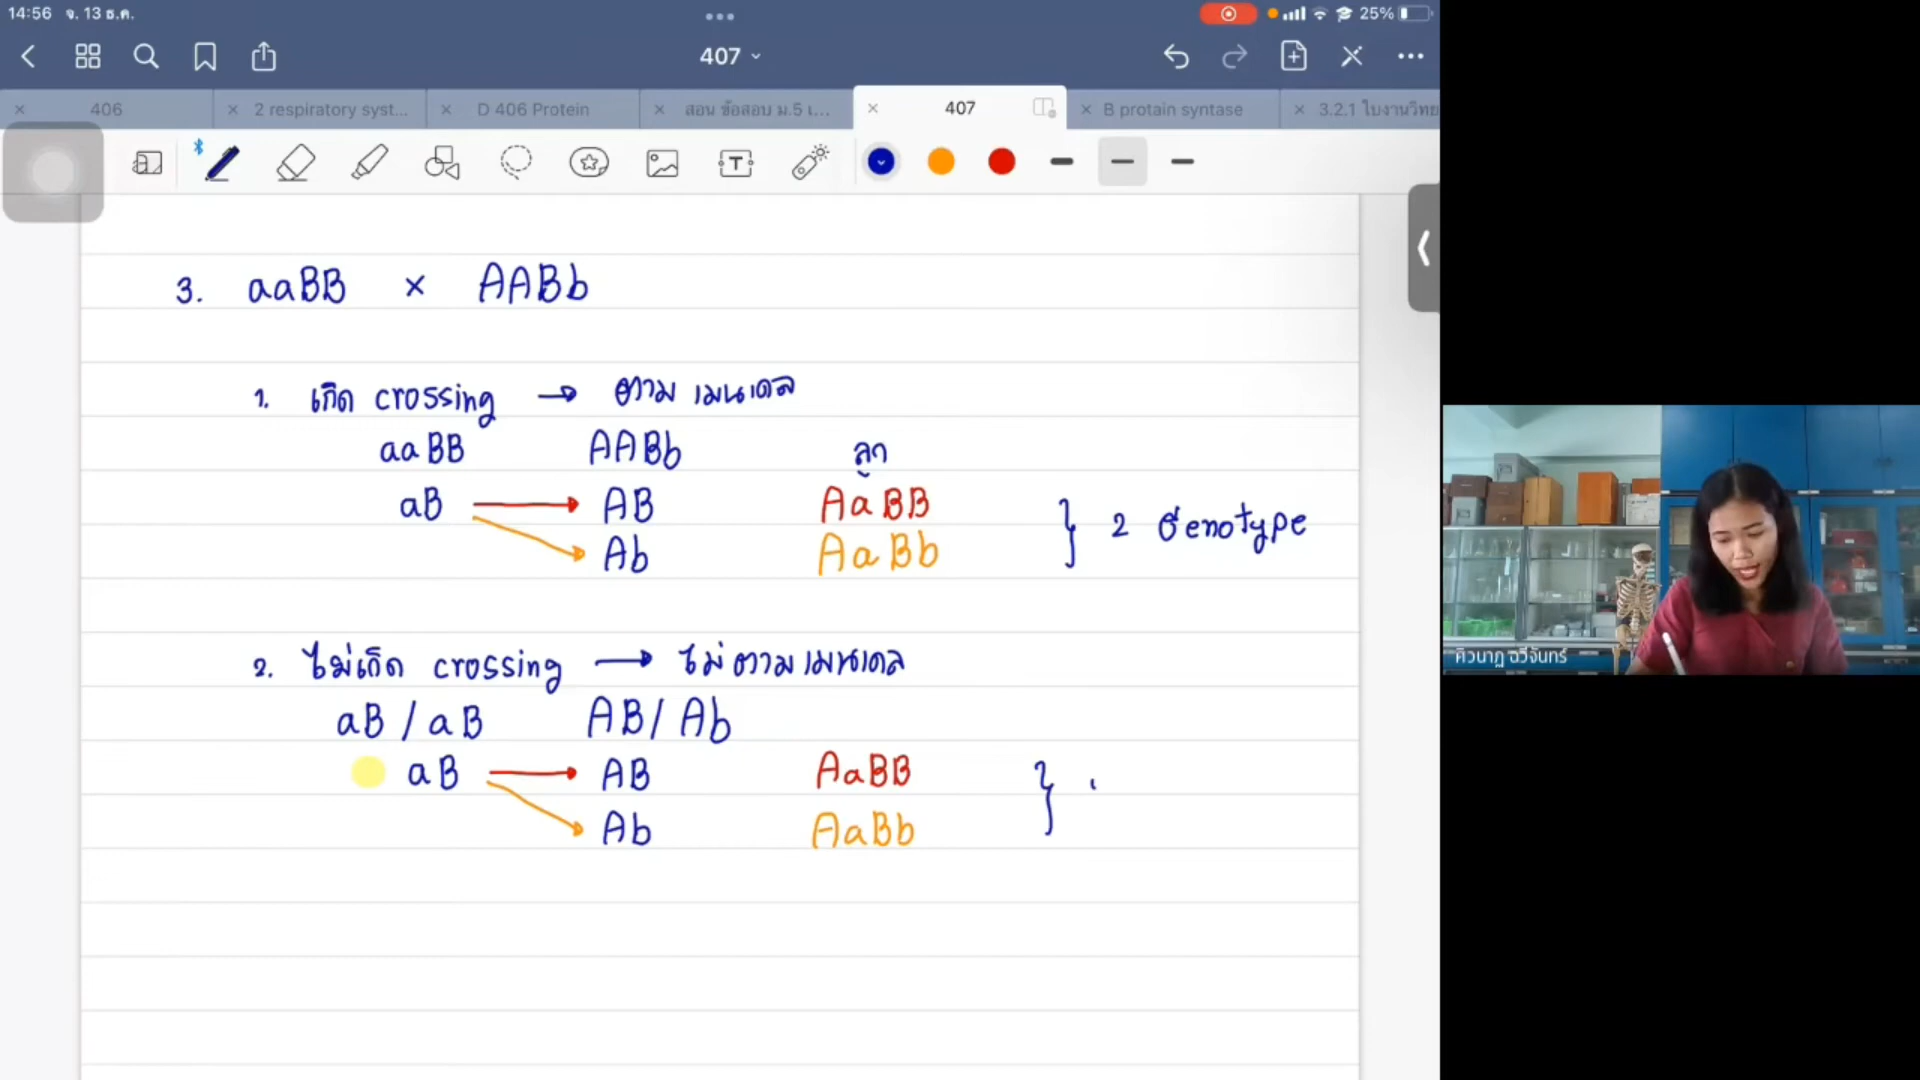 14:56 จ. 13 ธ.ค. 25%
407
406 2 respiratory syst... D 406 Protein สอน ข้อสอบ ม.5 เ... 407 B protain syntase 3.2.1 ใบงานวิทย
3. aaBB × AABb
1. เกิด crossing → ตาม เมนเดล
aaBB AABb ลูก
aB → AB AaBB } 2 Genotype
Ab AaBb
2. ไม่เกิด crossing → ไม่ตามเมนเดล
aB / aB AB / Ab
aB → AB AaBB }
Ab AaBb
ศิวนาฏ ฉวีจันทร์